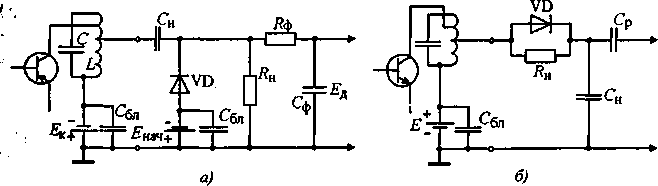 Cн
Rф
C
L
VD
Rн
Cф
Eд
Cбл
Eк
- +
Eнач
- +
Cбл
а)
VD
Rн
Cр
Cн
E
+ -
Cбл
б)